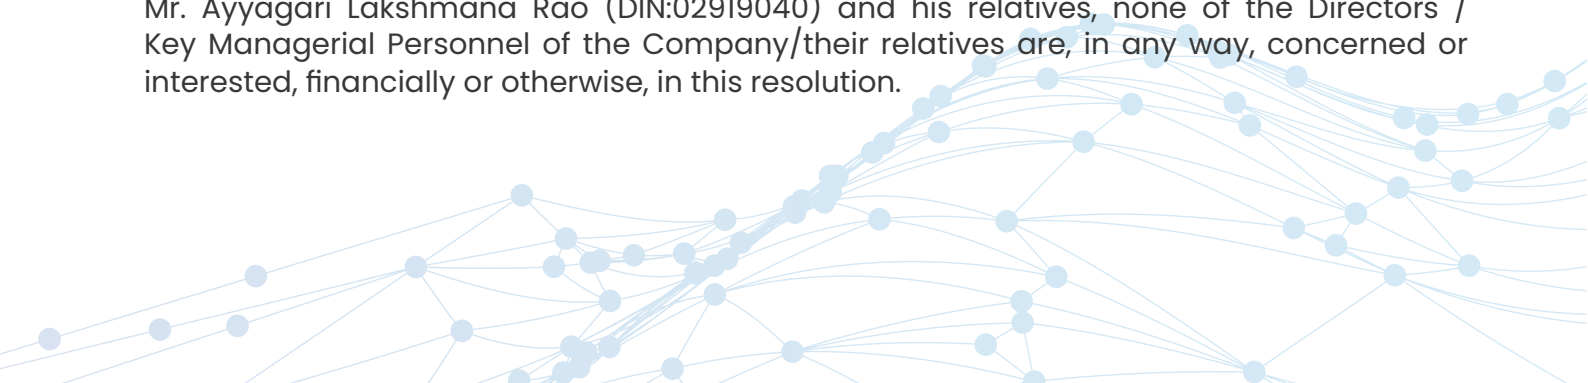 Mr. Ayyagari Lakshmana Rao (DIN:02919040) and his relatives, none of the Directors /
Key Managerial Personnel of the Company/their relatives are, in any way, concerned or
interested, financially or otherwise, in this resolution.